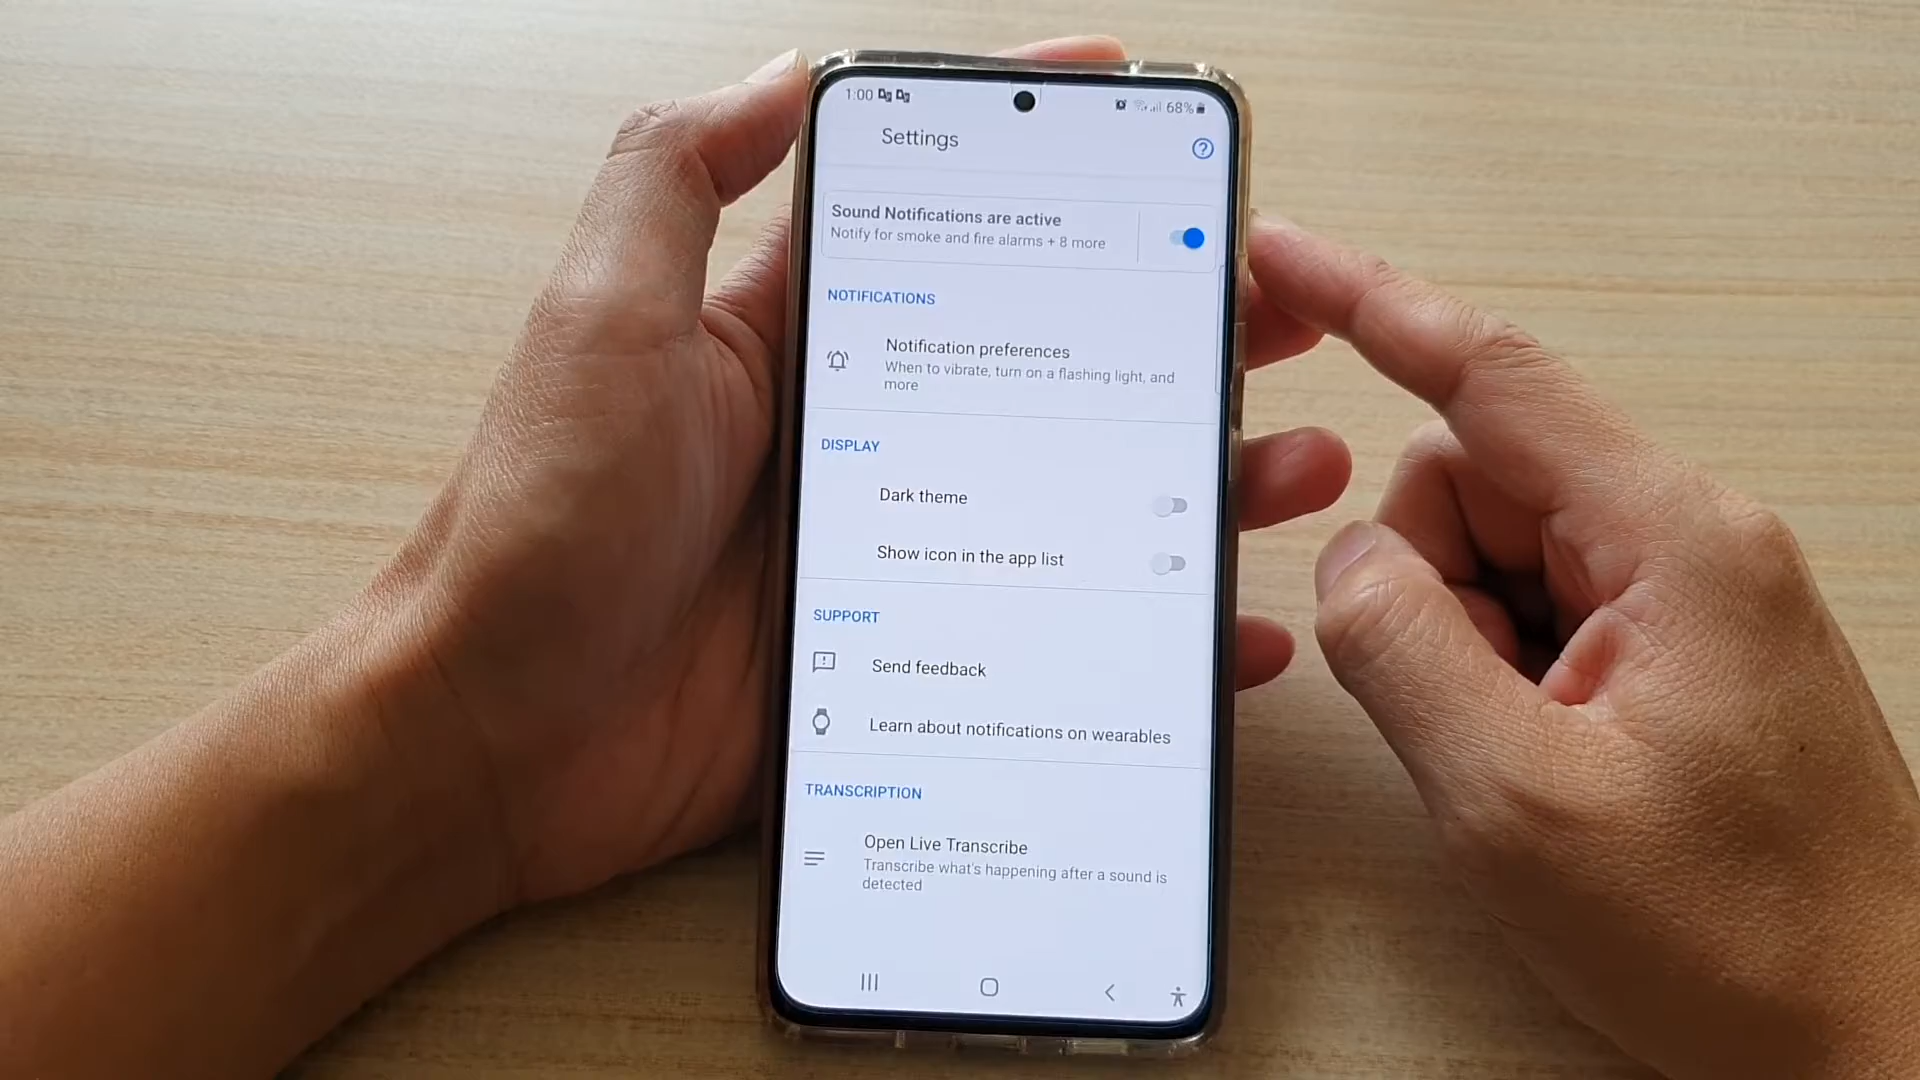 1:00 68%
Settings
Sound Notifications are active
Notify for smoke and fire alarms + 8 more
NOTIFICATIONS
Notification preferences
When to vibrate, turn on a flashing light, and
more
DISPLAY
Dark theme
Show icon in the app list
SUPPORT
Send feedback
Learn about notifications on wearables
TRANSCRIPTION
Open Live Transcribe
Transcribe what's happening after a sound is
detected